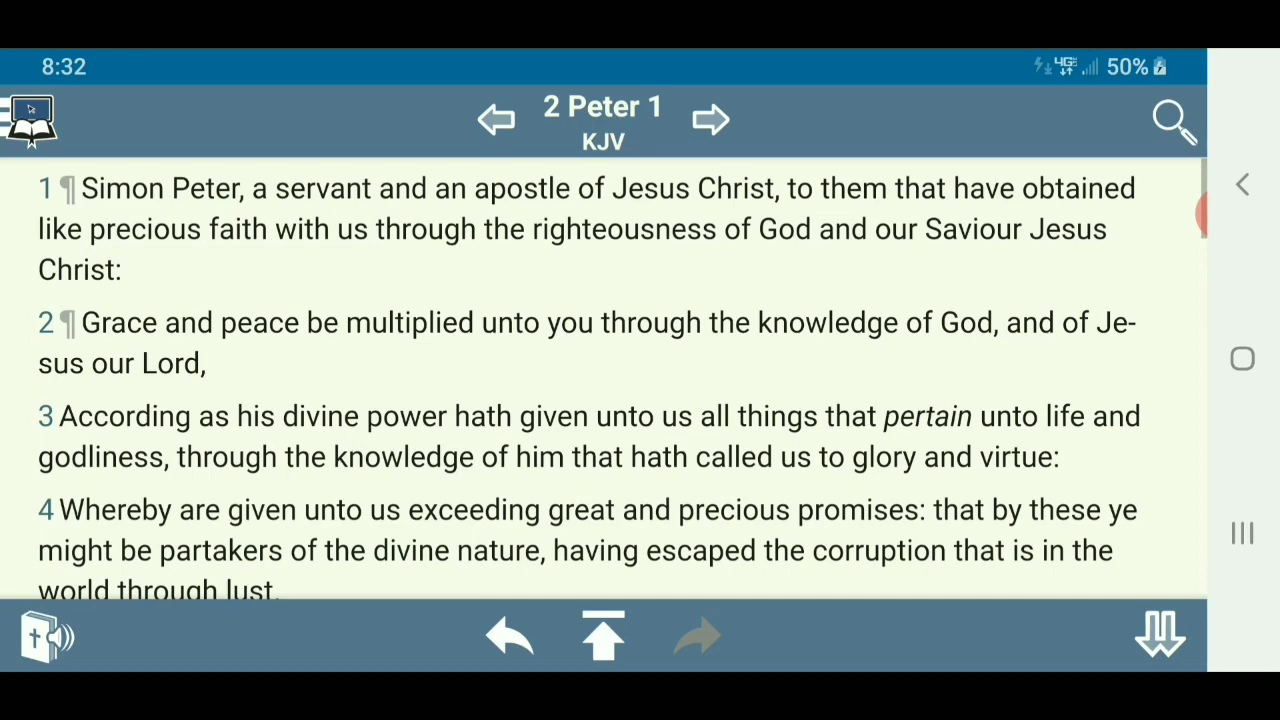 8:32
4GE 50%
2 Peter 1
KJV
1 ¶ Simon Peter, a servant and an apostle of Jesus Christ, to them that have obtained
like precious faith with us through the righteousness of God and our Saviour Jesus
Christ:
2 ¶ Grace and peace be multiplied unto you through the knowledge of God, and of Je-
sus our Lord,
3 According as his divine power hath given unto us all things that pertain unto life and
godliness, through the knowledge of him that hath called us to glory and virtue:
4 Whereby are given unto us exceeding great and precious promises: that by these ye
might be partakers of the divine nature, having escaped the corruption that is in the
world through lust.